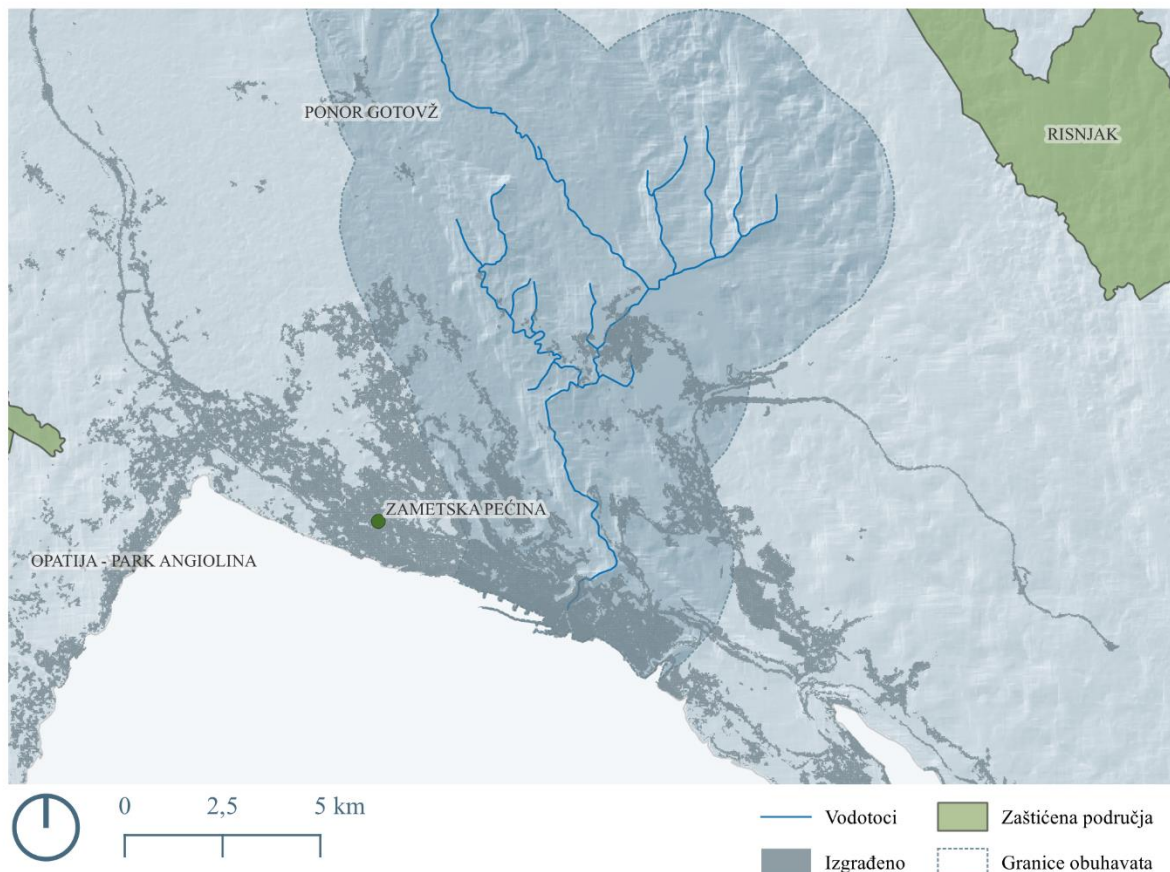 PONOR GOTOVŽ
RISNJAK
ZAMETSKA PEĆINA
OPATIJA - PARK ANGIOLINA
0 2,5 5 km
Vodotoci
Zaštićena područja
Izgrađeno
Granice obuhvata